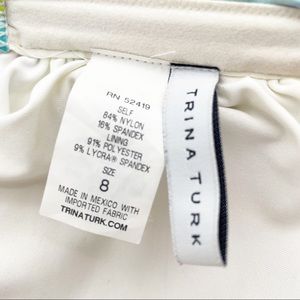 RN 52419
SELF
84% NYLON
16% SPANDEX
LINING
91% POLYESTER
9% LYCRA® SPANDEX
SIZE
8
MADE IN MEXICO WITH
IMPORTED FABRIC
TRINATURK.COM
TRINA TURK